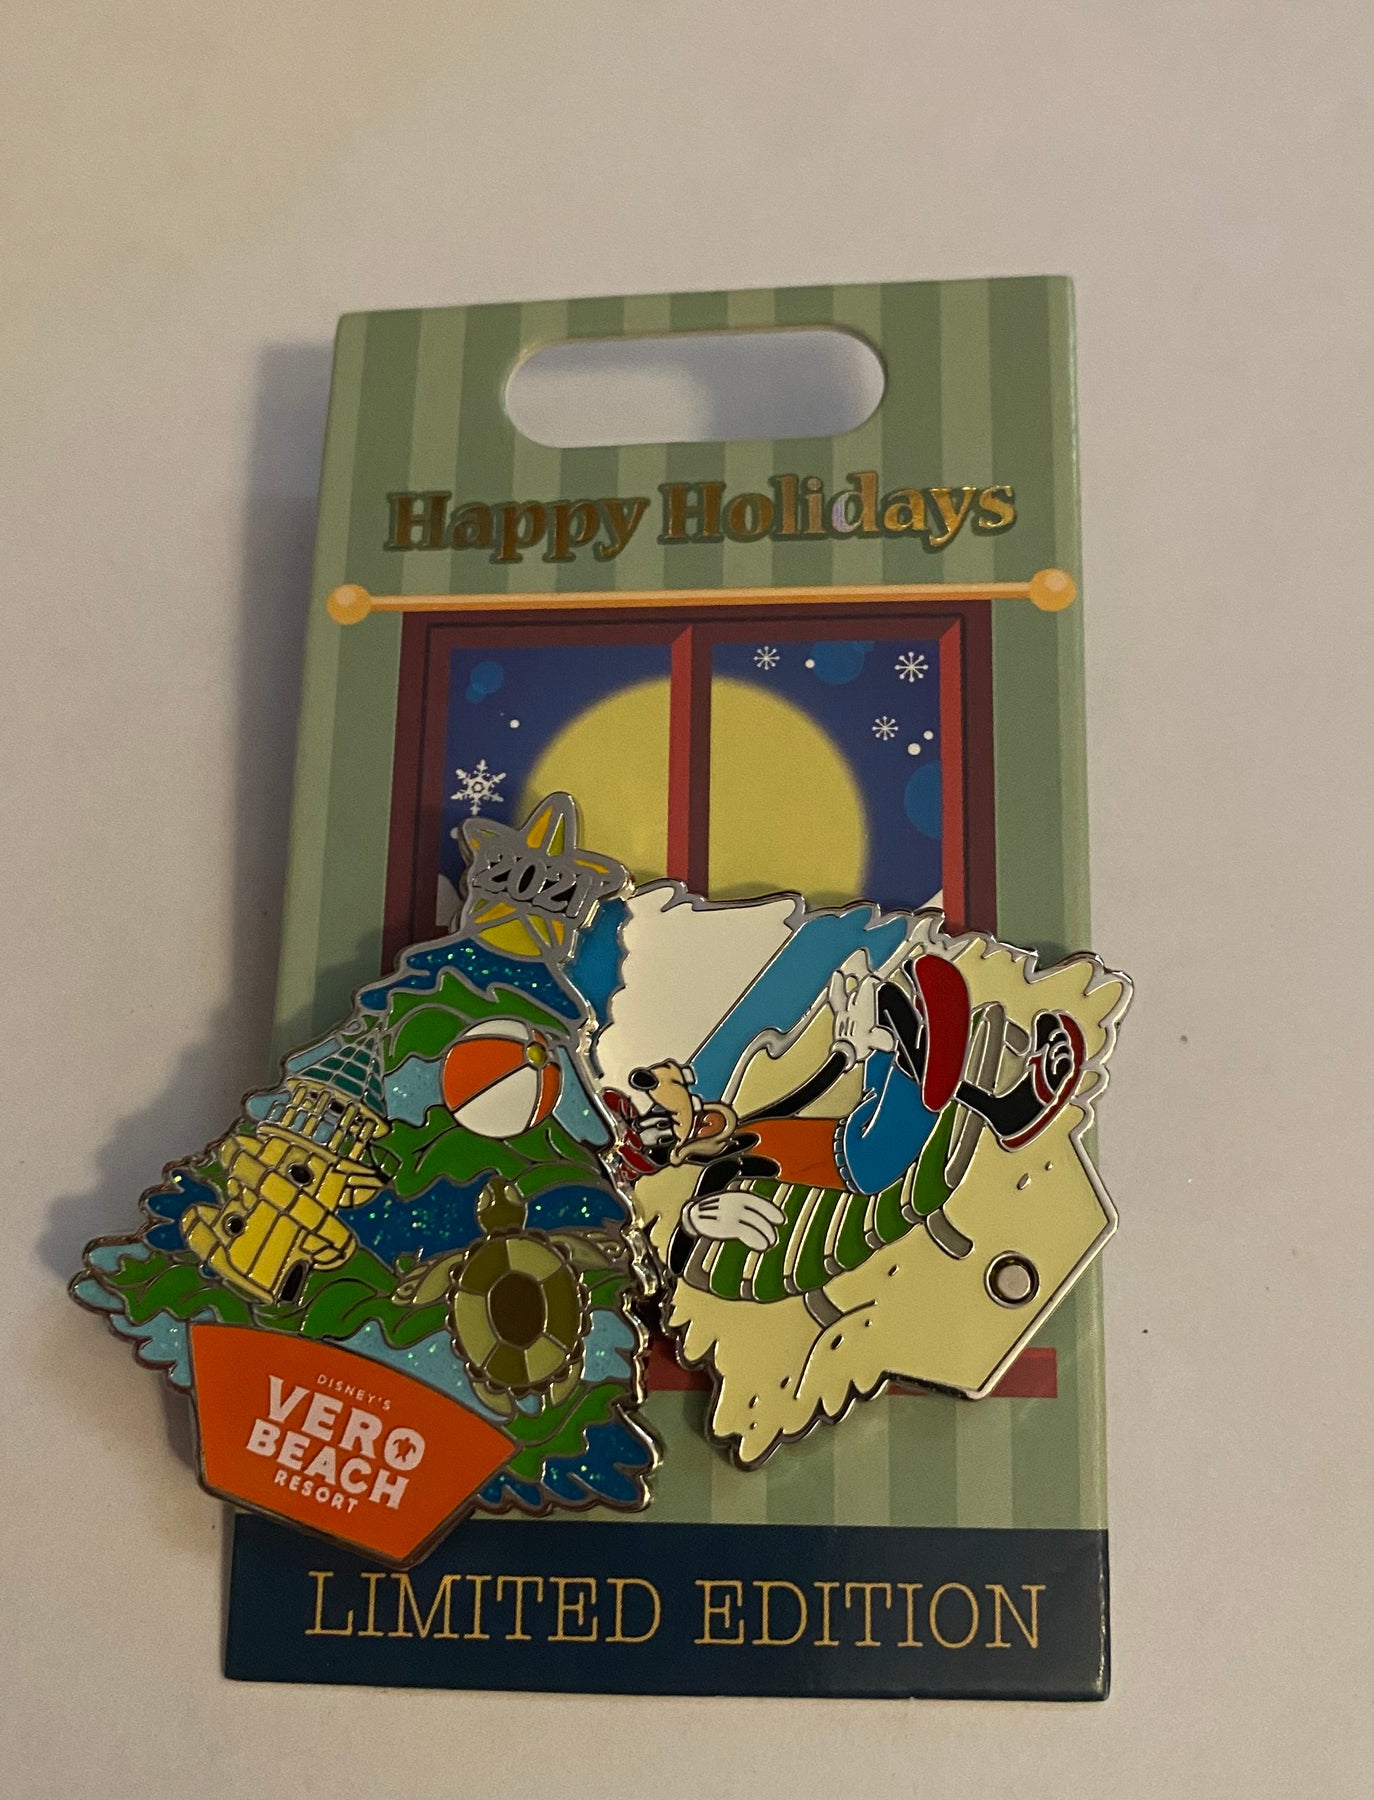 Happy Holidays
2021
DISNEY'S
VERO
BEACH
RESORT
LIMITED EDITION